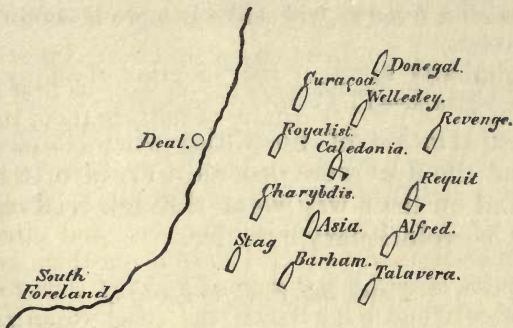 Donegal.
Curaçoa
Wellesley.
Revenge.
Royalist.
Deal.
Caledonia.
Requit
Charybdis.
Asia.
Alfred.
Stag
Barham.
South
Foreland
Talavera.